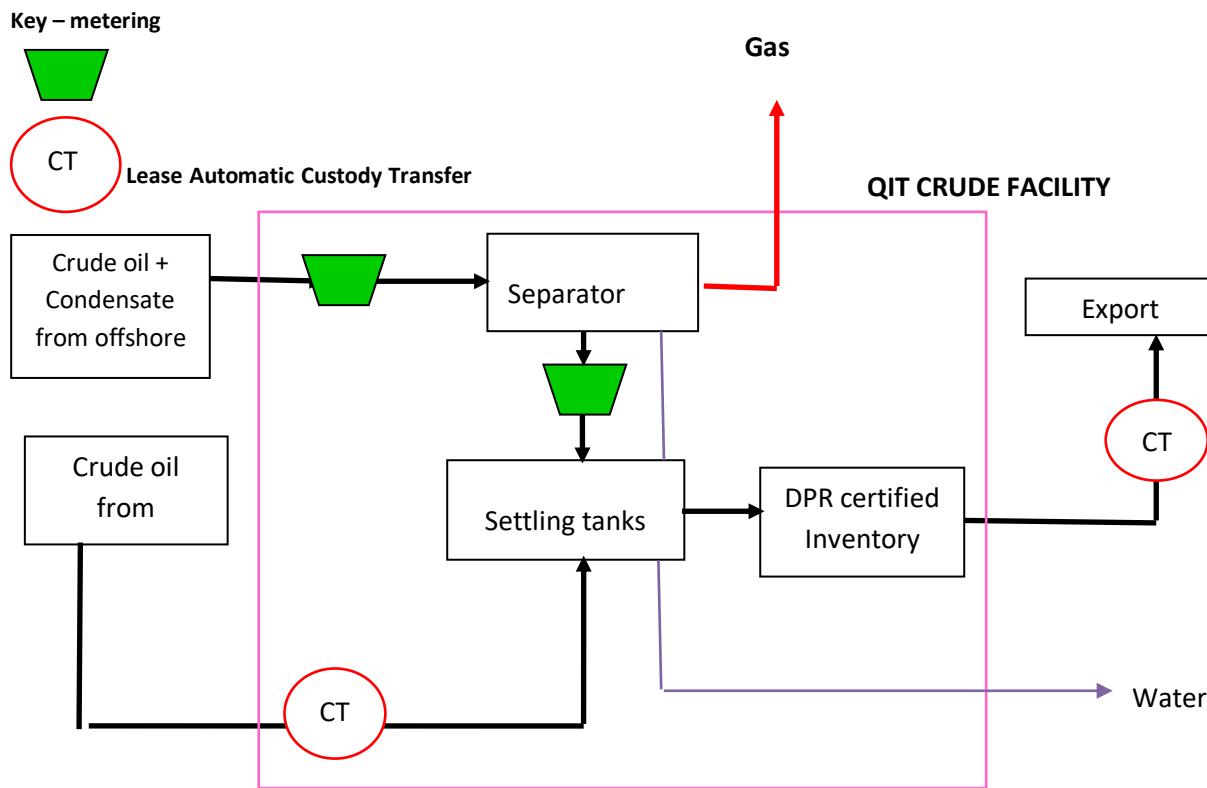 Key – metering
Gas
CT
Lease Automatic Custody Transfer
QIT CRUDE FACILITY
Crude oil +
Condensate
from offshore
Separator
Export
Crude oil
from
Settling tanks
DPR certified
Inventory
CT
CT
Water